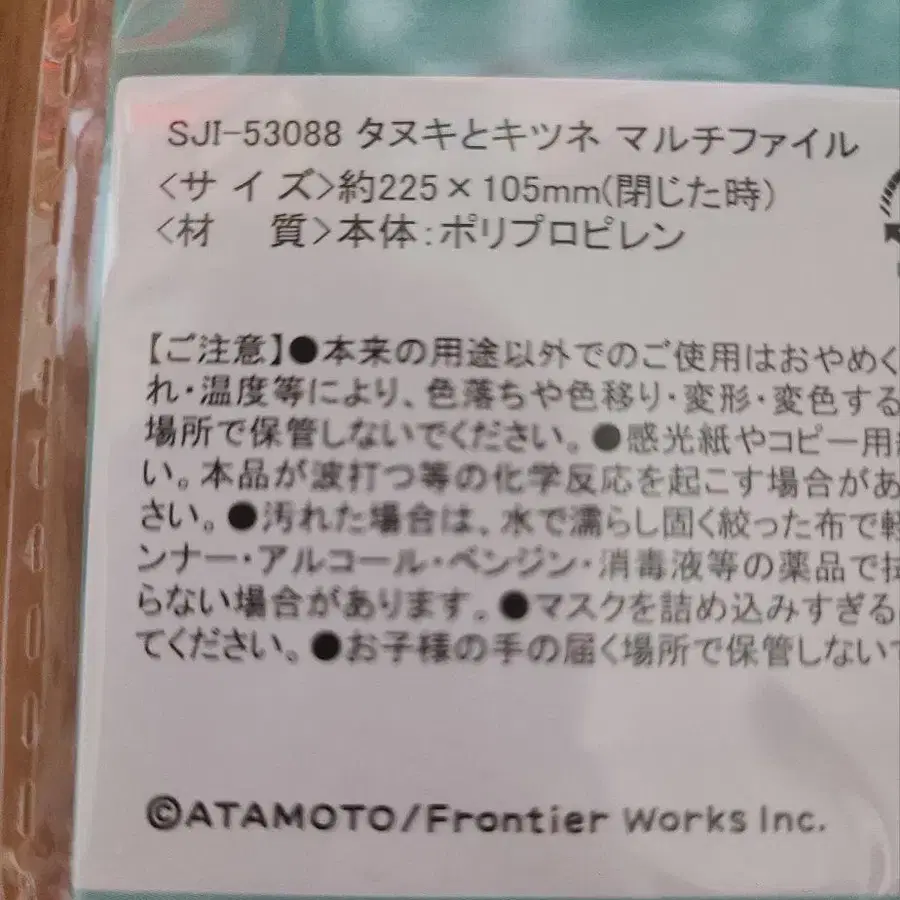 SJI-53088 タヌキとキツネ マルチファイル
<サイズ>約225×105mm(閉じた時)
<材 質>本体:ポリプロピレン
【ご注意】●本来の用途以外でのご使用はおやめく
れ・温度等により、色落ちや色移り・変形・変色する
場所で保管しないでください。●感光紙やコピー用
い。本品が波打つ等の化学反応を起こす場合があ
さい。●汚れた場合は、水で濡らし固く絞った布で軽
ンナー・アルコール・ベンジン・消毒液等の薬品で拭
らない場合があります。●マスクを詰め込みすぎる
てください。●お子様の手の届く場所で保管しない
©ATAMOTO/Frontier Works Inc.